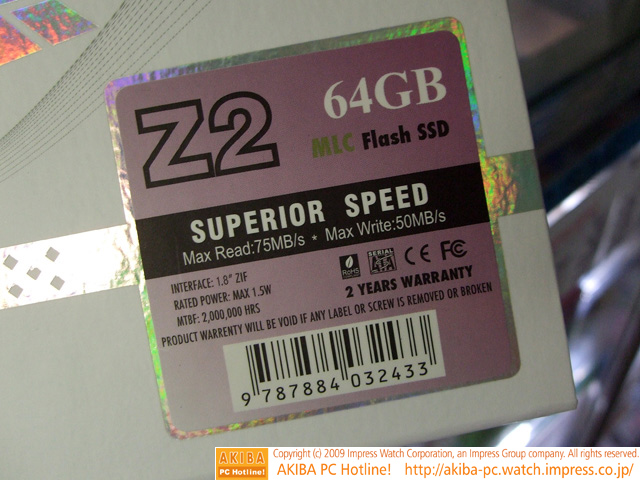 Z2
64GB
MLC Flash SSD
SUPERIOR SPEED
Max Read:75MB/s * Max Write:50MB/s
RoHS
SERIAL
CE FC
INTERFACE: 1.8" ZIF
RATED POWER: MAX 1.5W
MTBF: 2,000,000 HRS
2 YEARS WARRANTY
PRODUCT WARRENTY WILL BE VOID IF ANY LABEL OR SCREW IS REMOVED OR BROKEN
9 787884 032433
AKIBA
PC Hotline!
Copyright (c) 2009 Impress Watch Corporation, an Impress Group company. All rights reserved.
AKIBA PC Hotline! http://akiba-pc.watch.impress.co.jp/